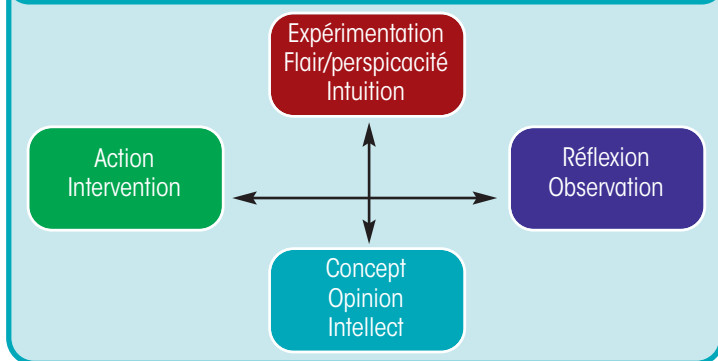 Expérimentation
Flair/perspicacité
Intuition
Action
Intervention
Réflexion
Observation
Concept
Opinion
Intellect